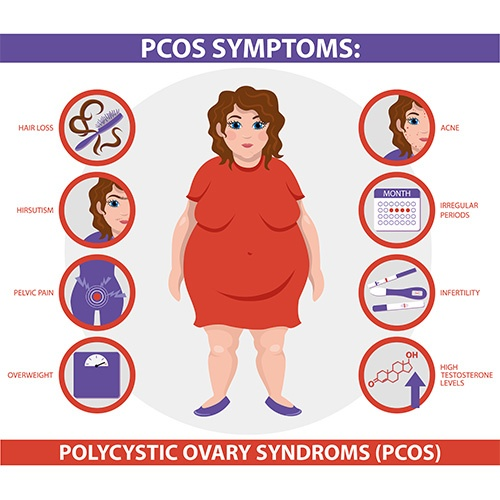 PCOS SYMPTOMS:
HAIR LOSS
HIRSUTISM
PELVIC PAIN
OVERWEIGHT
ACNE
MONTH
IRREGULAR
PERIODS
INFERTILITY
OH
O
HIGH
TESTOSTERONE
LEVELS
POLYCYSTIC OVARY SYNDROMS (PCOS)